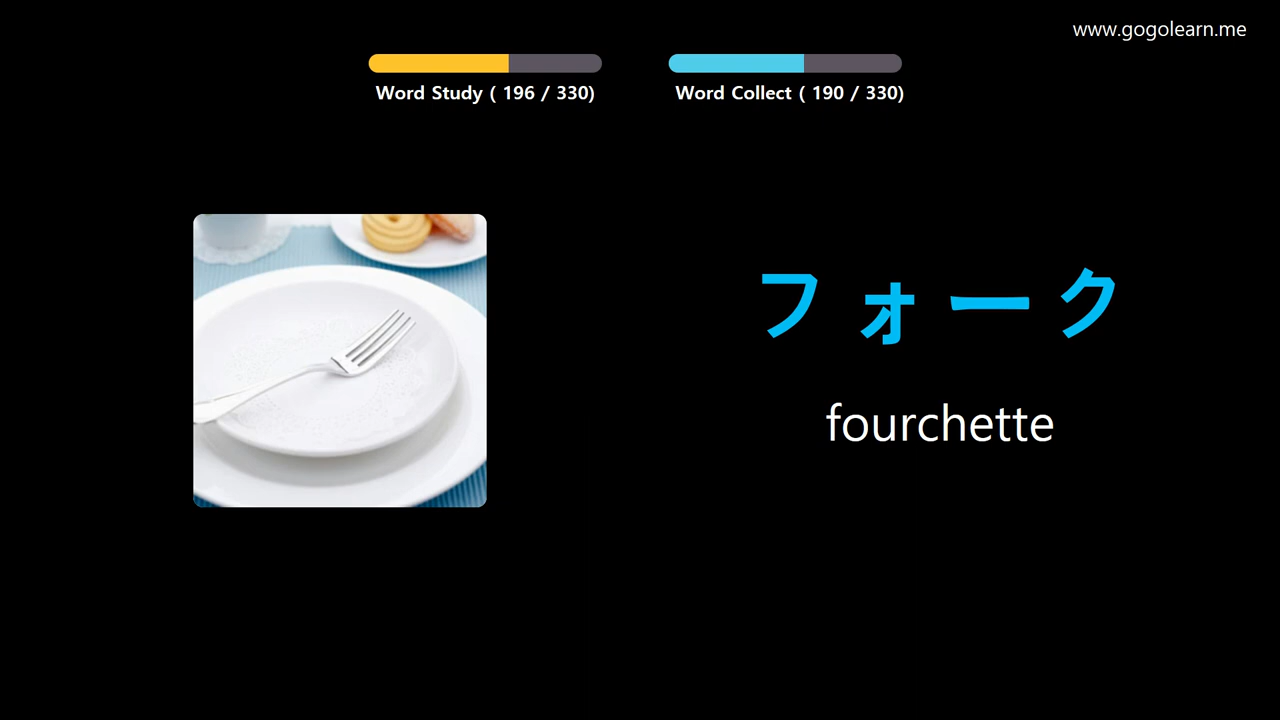 www.gogolearn.me
Word Study ( 196 / 330)
Word Collect ( 190 / 330)
フォーク
fourchette